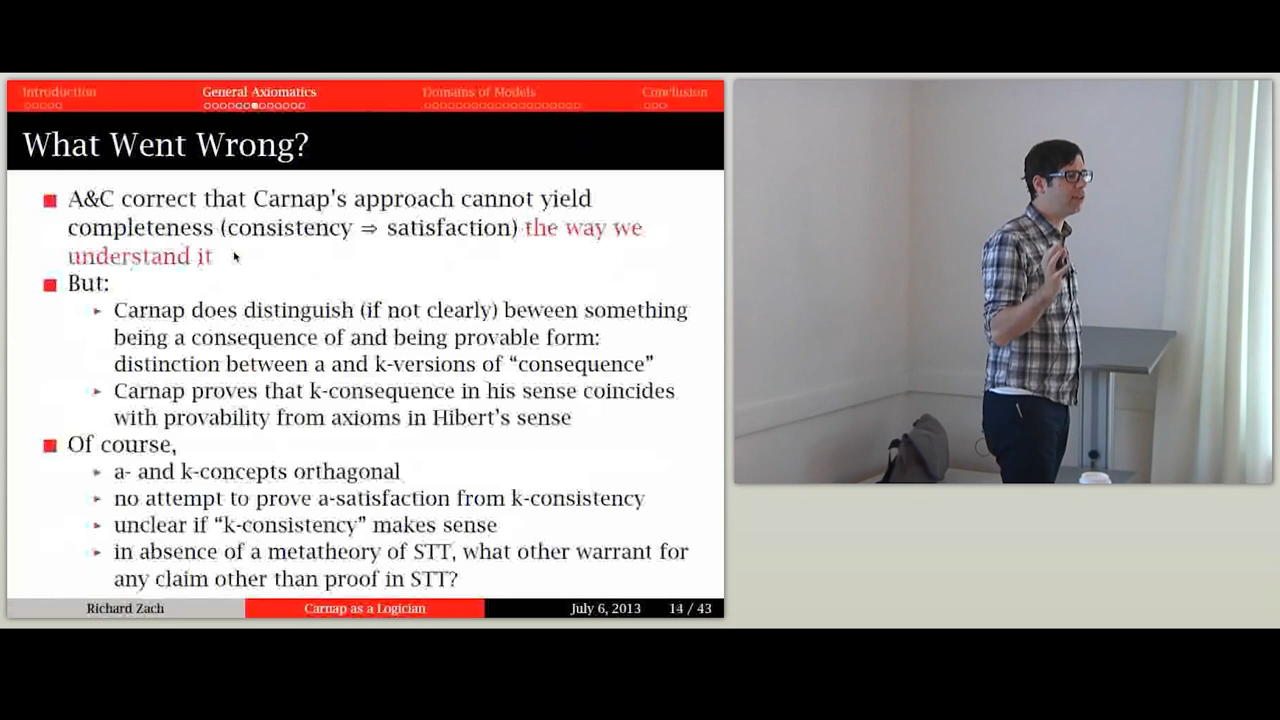 Introduction General Axiomatics Domains of Models Conclusion
What Went Wrong?
A&C correct that Carnap's approach cannot yield
completeness (consistency ⇒ satisfaction) the way we
understand it
But:
Carnap does distinguish (if not clearly) beween something
being a consequence of and being provable form:
distinction between a and k-versions of "consequence"
Carnap proves that k-consequence in his sense coincides
with provability from axioms in Hibert's sense
Of course,
a- and k-concepts orthogonal
no attempt to prove a-satisfaction from k-consistency
unclear if "k-consistency" makes sense
in absence of a metatheory of STT, what other warrant for
any claim other than proof in STT?
Richard Zach Carnap as a Logician July 6, 2013 14 / 43